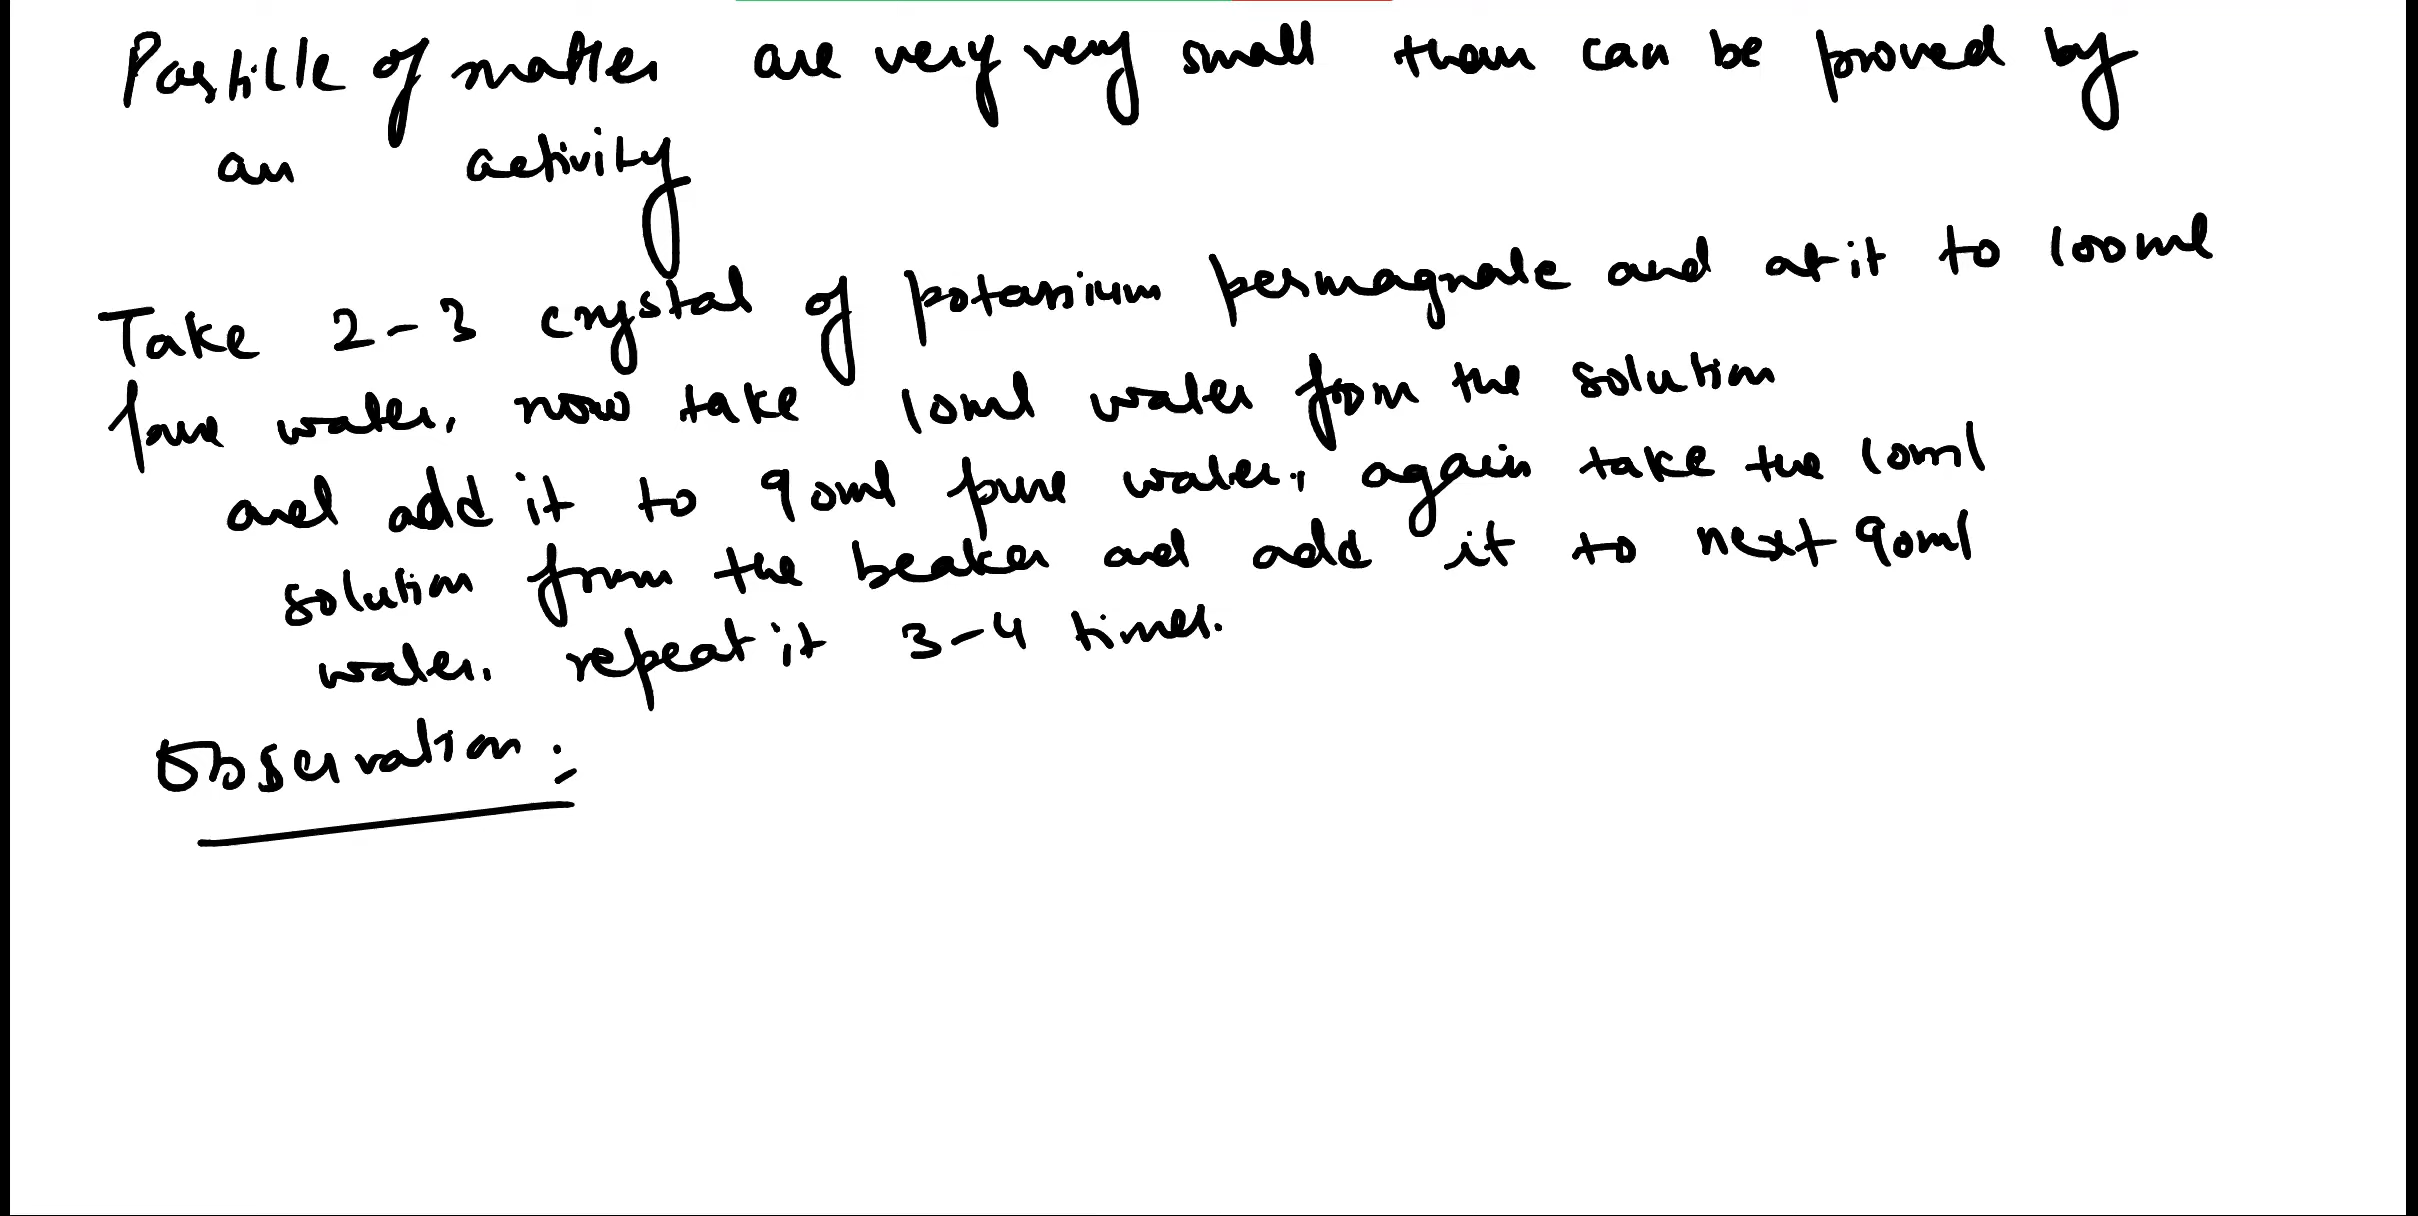 Particle of matter are very very small than can be proved by
an activity
Take 2-3 crystal of potassium permagnate and at it to 100ml
pure water, now take 10ml water from the solution
and add it to 90ml pure water, again take the 10ml
solution from the beaker and add it to next 90ml
water. repeat it 3-4 times.
Observation: